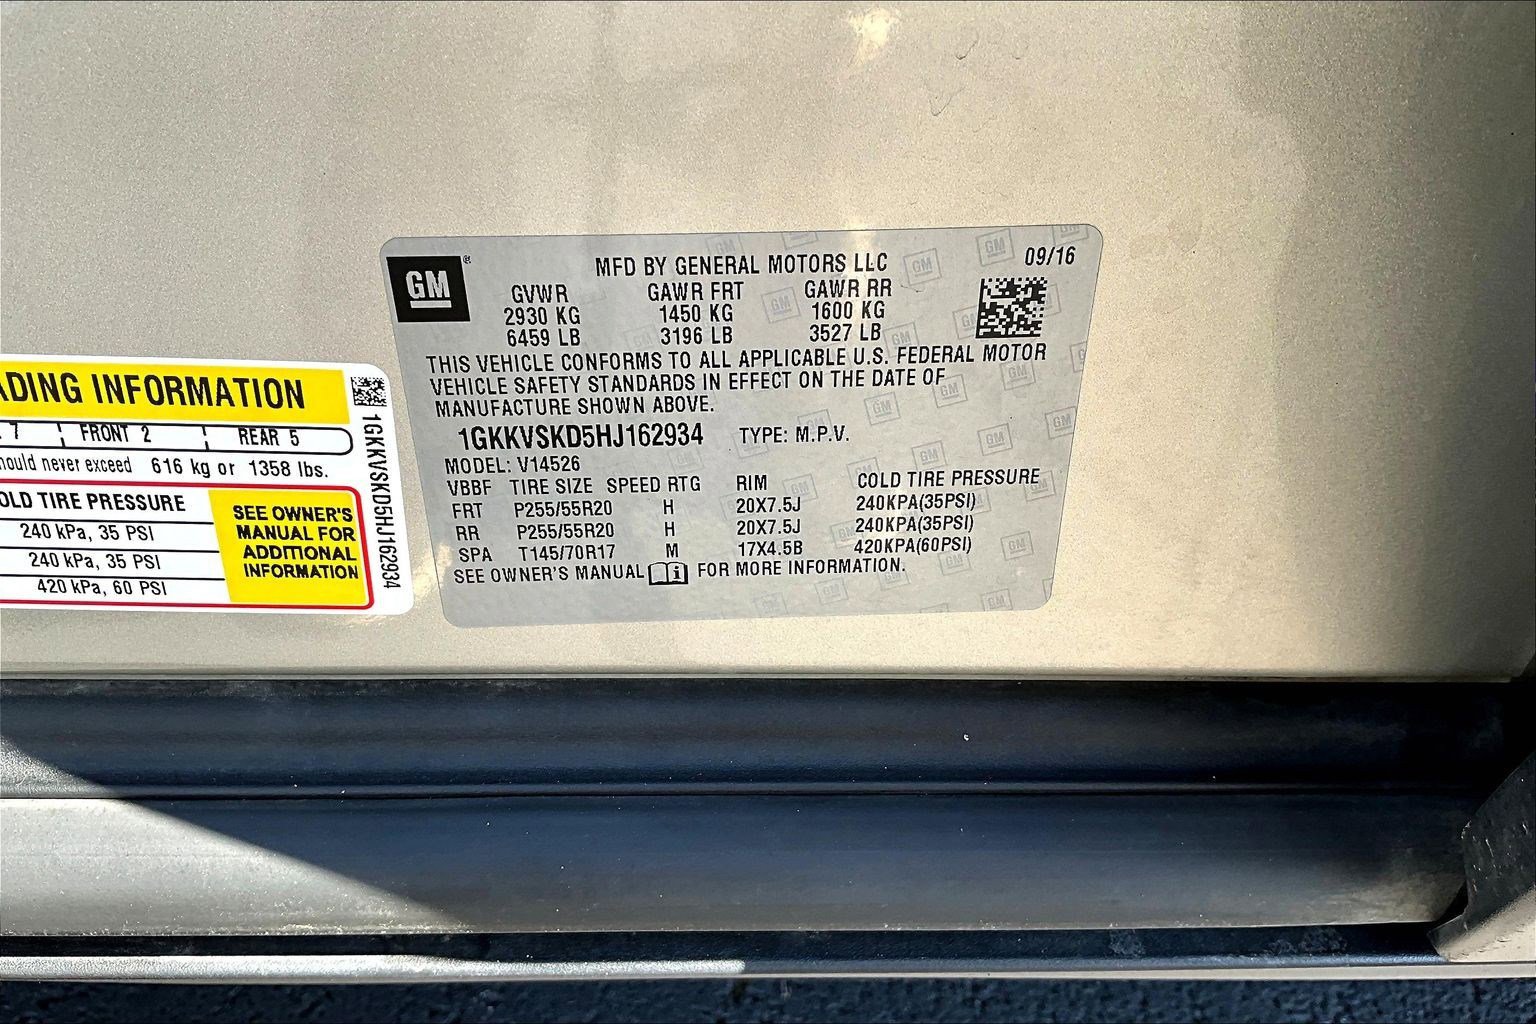 GM
MFD BY GENERAL MOTORS LLC 09/16
GVWR GAWR FRT GAWR RR
2930 KG 1450 KG 1600 KG
6459 LB 3196 LB 3527 LB
THIS VEHICLE CONFORMS TO ALL APPLICABLE U.S. FEDERAL MOTOR
VEHICLE SAFETY STANDARDS IN EFFECT ON THE DATE OF
MANUFACTURE SHOWN ABOVE.
1GKKVSKD5HJ162934 TYPE: M.P.V.
MODEL: V14526
VBBF TIRE SIZE SPEED RTG RIM COLD TIRE PRESSURE
FRT P255/55R20 H 20X7.5J 240KPA(35PSI)
RR P255/55R20 H 20X7.5J 240KPA(35PSI)
SPA T145/70R17 M 17X4.5B 420KPA(60PSI)
SEE OWNER'S MANUAL i FOR MORE INFORMATION.
ADING INFORMATION
7 FRONT 2 REAR 5
hould never exceed 616 kg or 1358 lbs.
OLD TIRE PRESSURE
240 kPa, 35 PSI
240 kPa, 35 PSI
420 kPa, 60 PSI
SEE OWNER'S
MANUAL FOR
ADDITIONAL
INFORMATION
1GKKVSKD5HJ162934